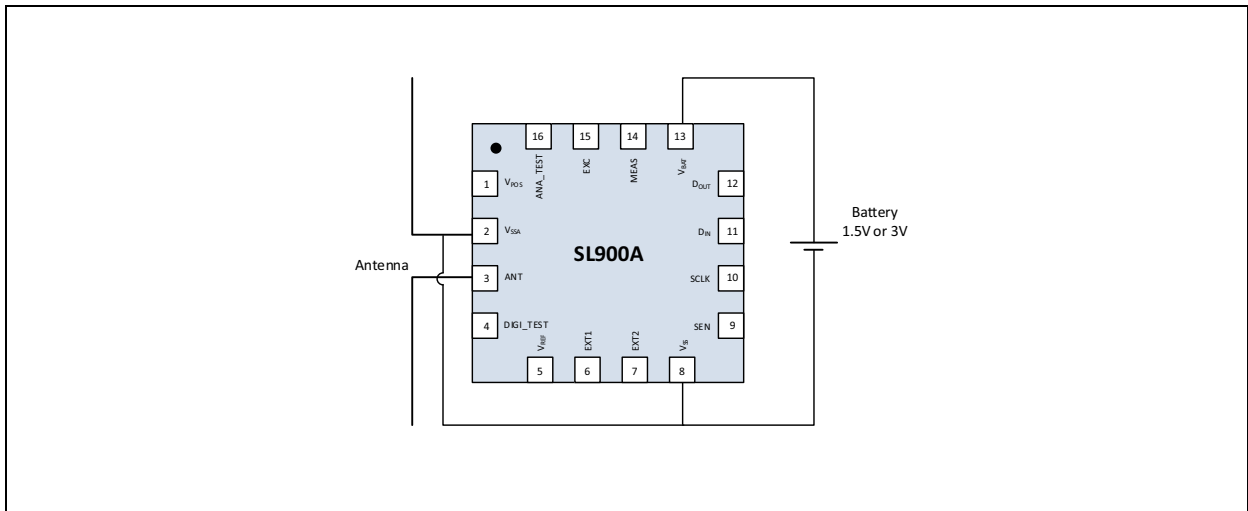 16
15
14
13
ANA_TEST
EXC
MEAS
VBAT
1 VPOS
DOUT 12
2 VSSA
DIN 11
Battery
1.5V or 3V
SL900A
Antenna
3 ANT
SCLK 10
4 DIGI_TEST
SEN 9
VREF
EXT1
EXT2
VSS
5
6
7
8